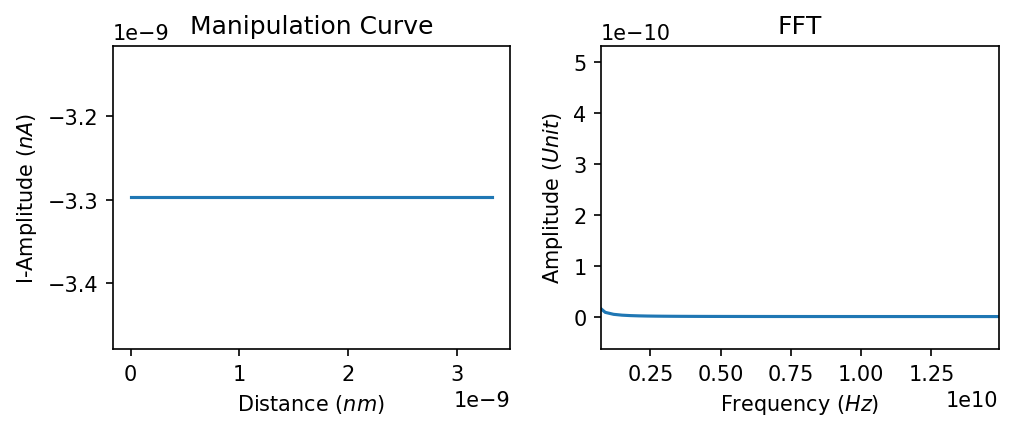 Manipulation Curve
1e−9
I-Amplitude (nA)
−3.2
−3.3
−3.4
0 1 2 3
1e−9
Distance (nm)
FFT
1e−10
Amplitude (Unit)
5
4
3
2
1
0
0.25 0.50 0.75 1.00 1.25
1e10
Frequency (Hz)